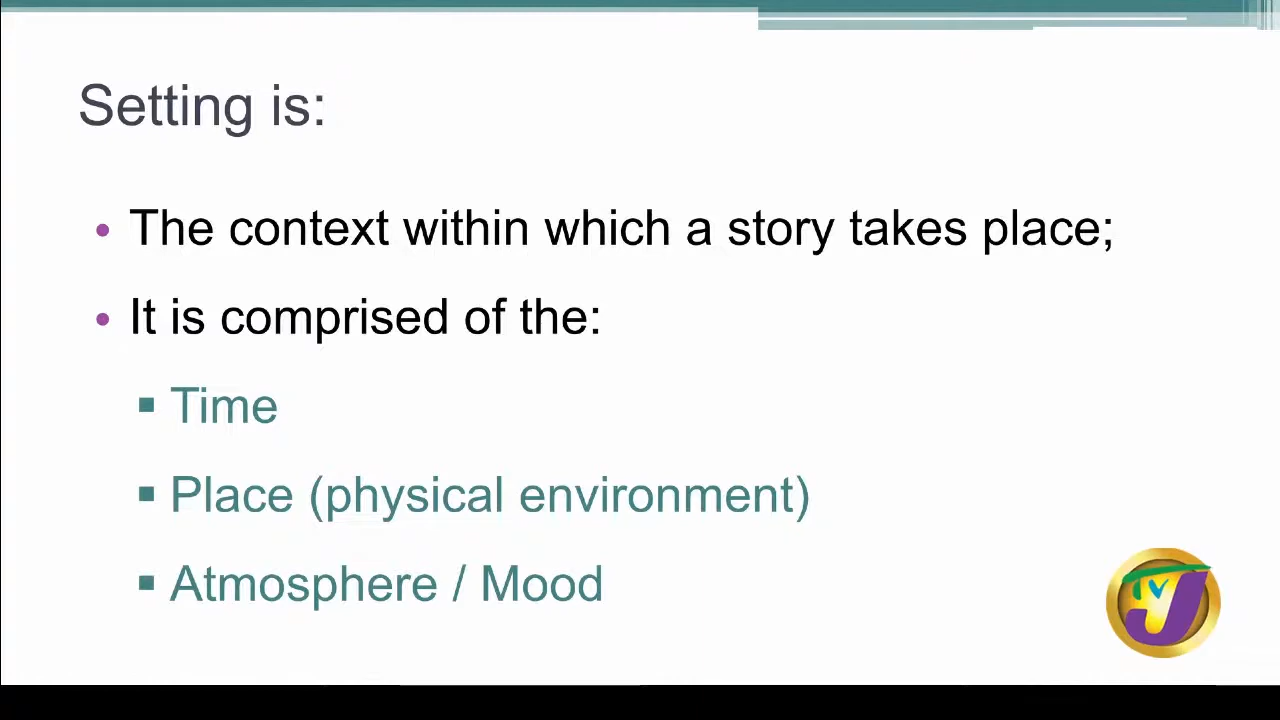 Setting is:
• The context within which a story takes place;
• It is comprised of the:
▪ Time
▪ Place (physical environment)
▪ Atmosphere / Mood
TVJ